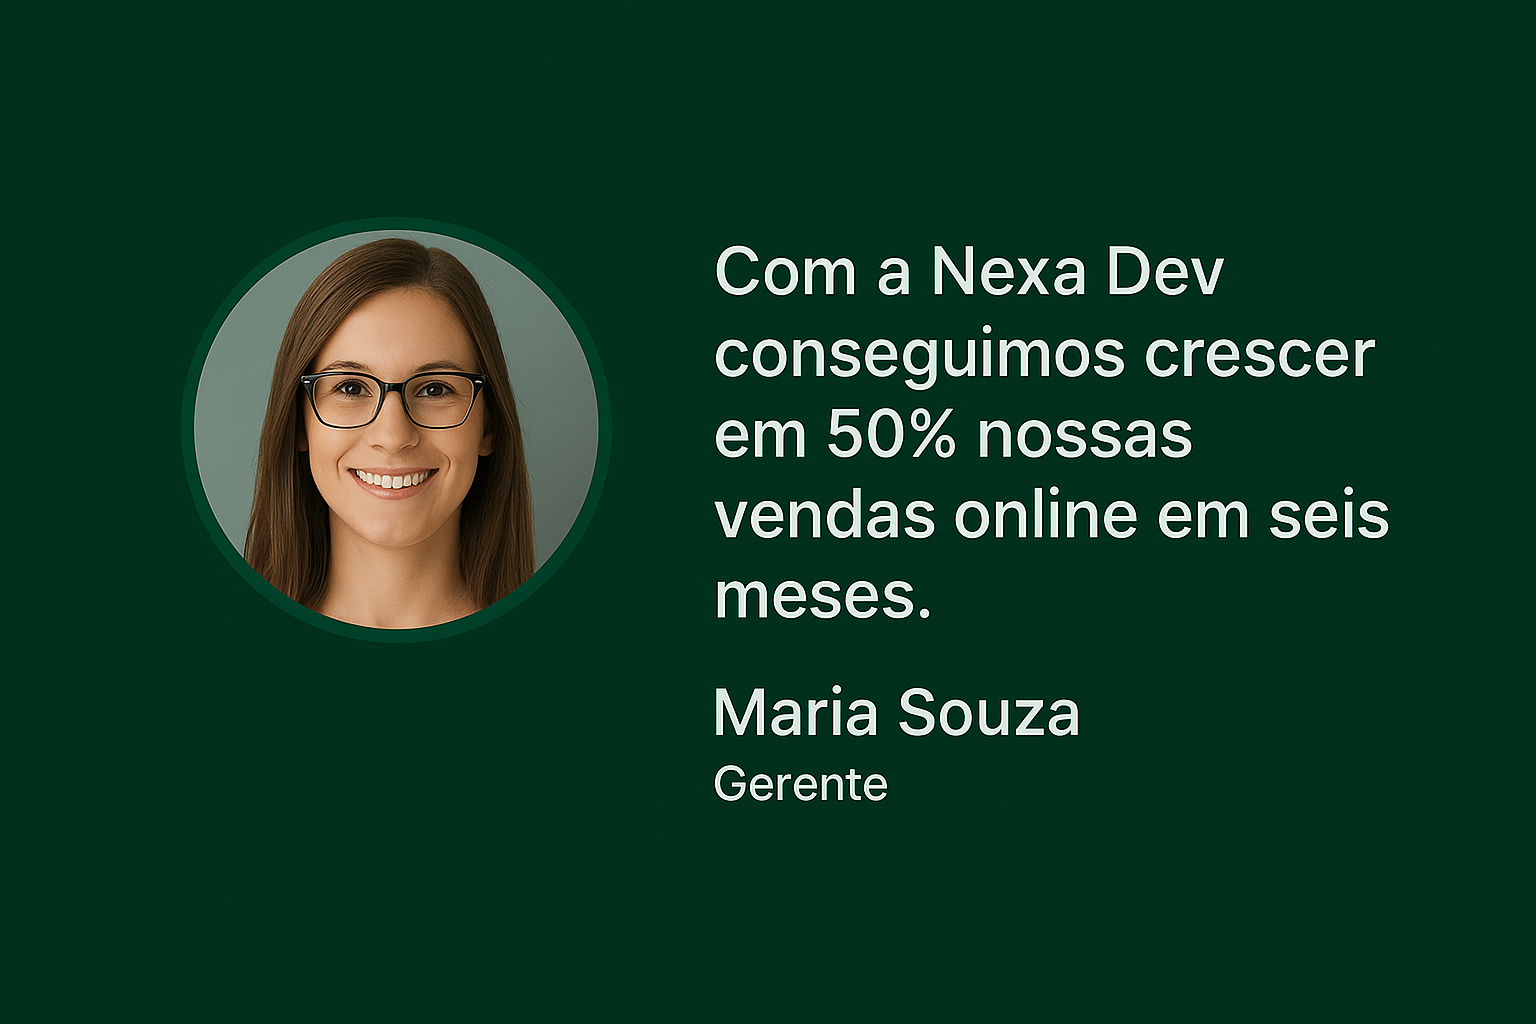 Com a Nexa Dev
conseguimos crescer
em 50% nossas
vendas online em seis
meses.
Maria Souza
Gerente